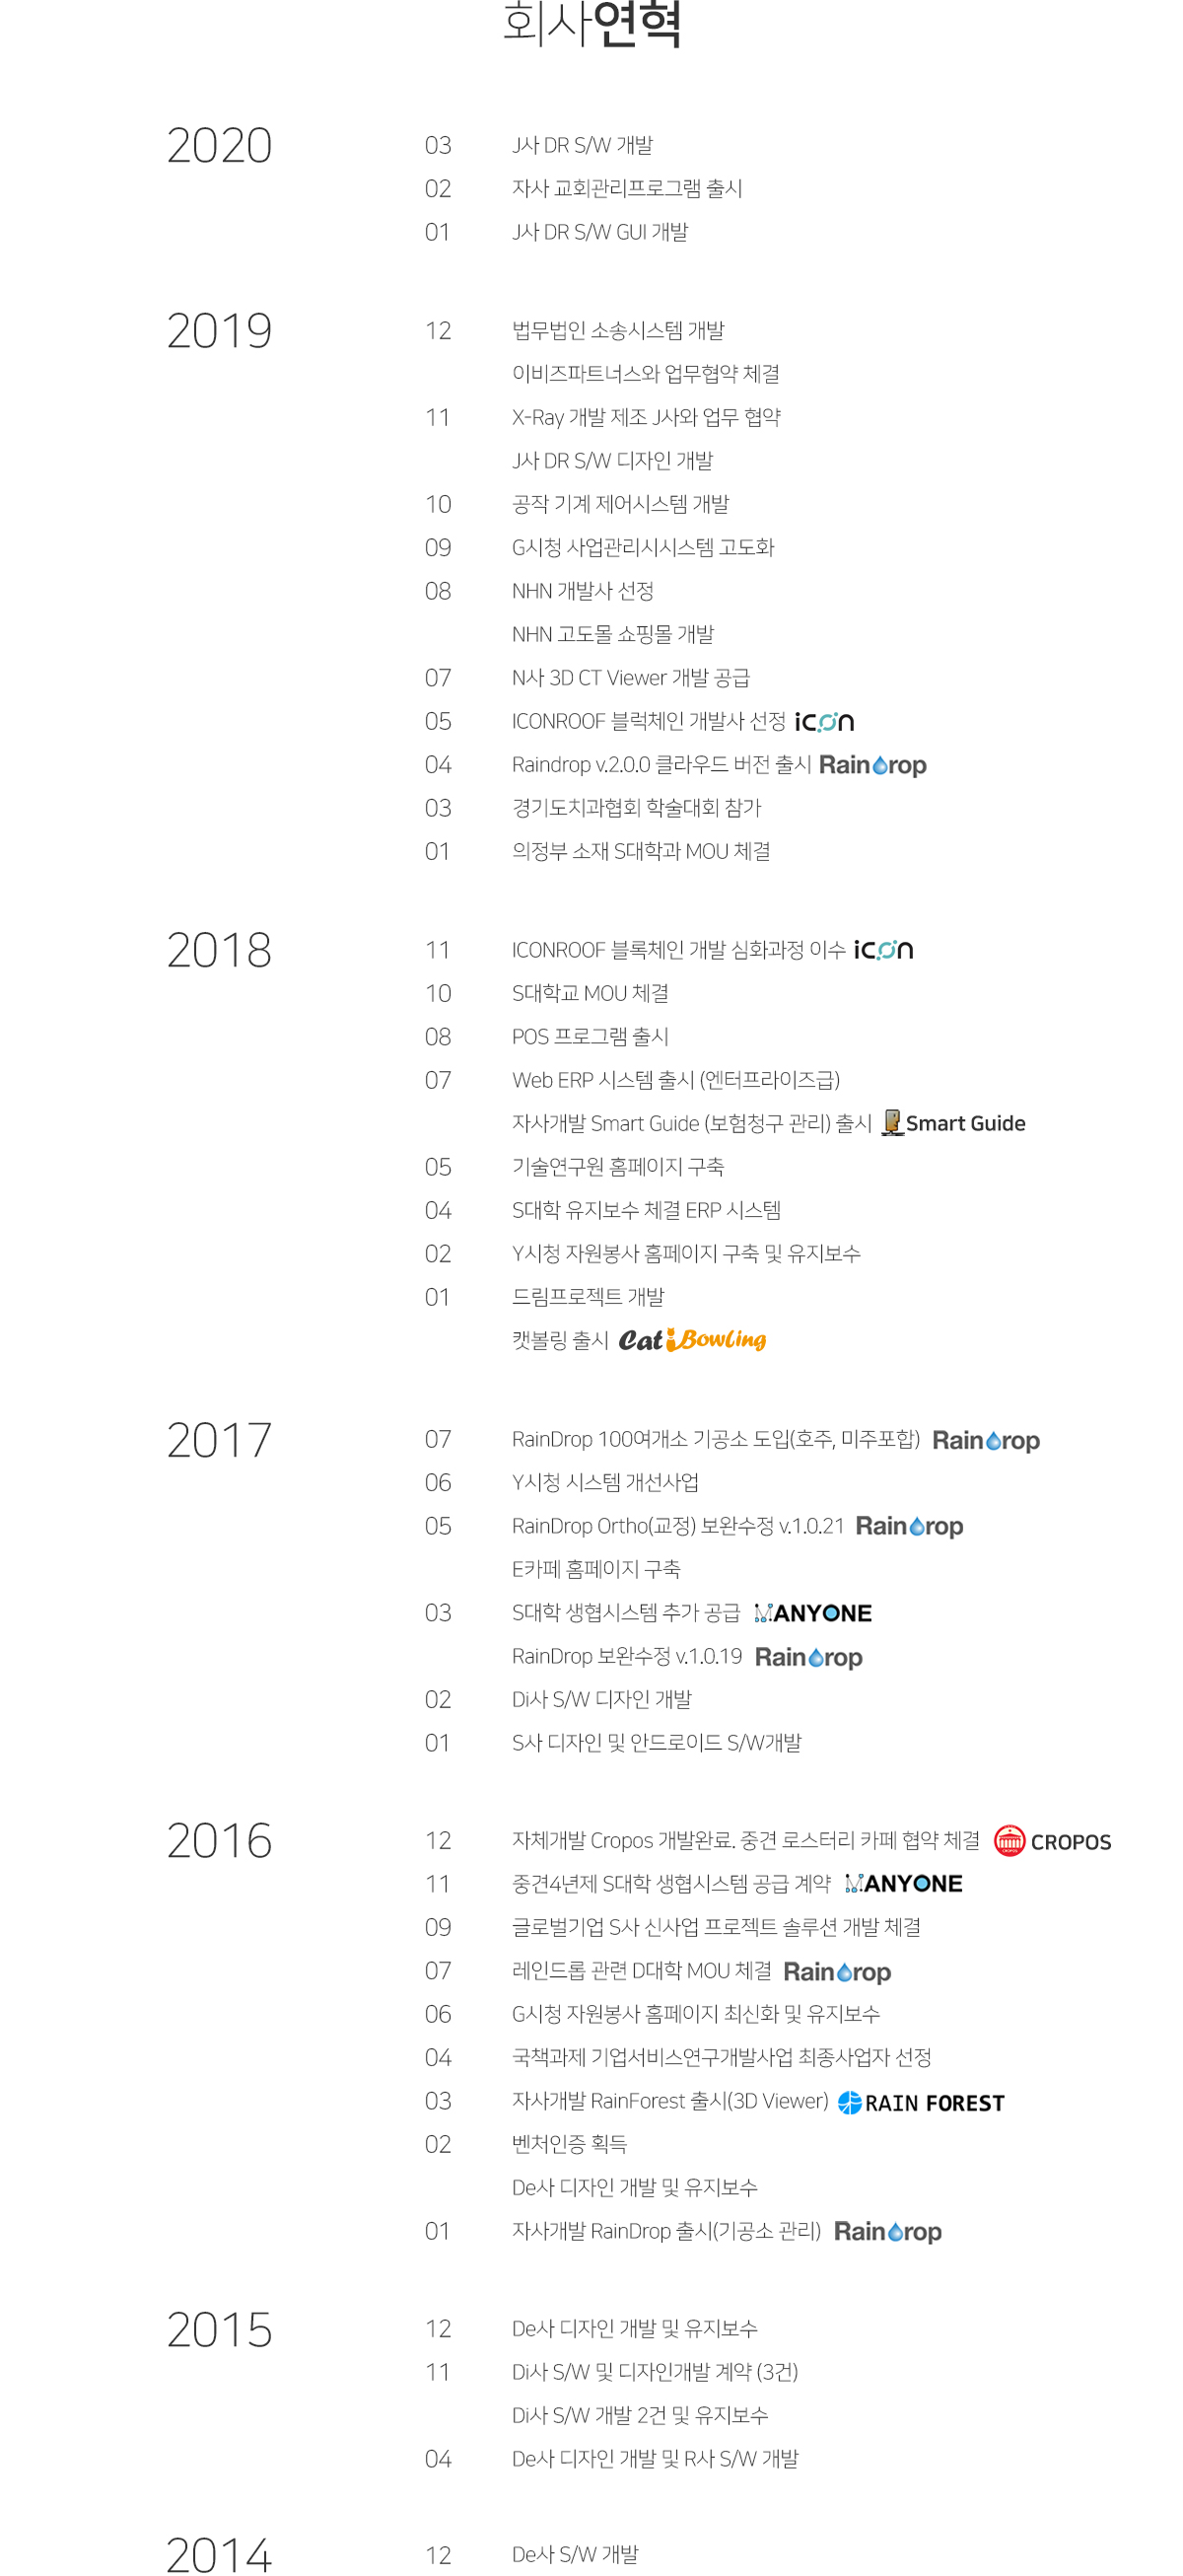 회사연혁
2020 03 J사 DR S/W 개발
02 자사 교회관리프로그램 출시
01 J사 DR S/W GUI 개발
2019 12 법무법인 소송시스템 개발
이비즈파트너스와 업무협약 체결
11 X-Ray 개발 제조 J사와 업무 협약
J사 DR S/W 디자인 개발
10 공작 기계 제어시스템 개발
09 G시청 사업관리시시스템 고도화
08 NHN 개발사 선정
NHN 고도몰 쇼핑몰 개발
07 N사 3D CT Viewer 개발 공급
05 ICONROOF 블럭체인 개발사 선정 icon
04 Raindrop v.2.0.0 클라우드 버전 출시 Raindrop
03 경기도치과협회 학술대회 참가
01 의정부 소재 S대학과 MOU 체결
2018 11 ICONROOF 블록체인 개발 심화과정 이수 icon
10 S대학교 MOU 체결
08 POS 프로그램 출시
07 Web ERP 시스템 출시 (엔터프라이즈급)
자사개발 Smart Guide (보험청구 관리) 출시 Smart Guide
05 기술연구원 홈페이지 구축
04 S대학 유지보수 체결 ERP 시스템
02 Y시청 자원봉사 홈페이지 구축 및 유지보수
01 드림프로젝트 개발
캣볼링 출시 Cat Bowling
2017 07 RainDrop 100여개소 기공소 도입(호주, 미주포함) Raindrop
06 Y시청 시스템 개선사업
05 RainDrop Ortho(교정) 보완수정 v.1.0.21 Raindrop
E카페 홈페이지 구축
03 S대학 생협시스템 추가 공급 MANYONE
RainDrop 보완수정 v.1.0.19 Raindrop
02 Di사 S/W 디자인 개발
01 S사 디자인 및 안드로이드 S/W개발
2016 12 자체개발 Cropos 개발완료. 중견 로스터리 카페 협약 체결 CROPOS CROPOS
11 중견4년제 S대학 생협시스템 공급 계약 MANYONE
09 글로벌기업 S사 신사업 프로젝트 솔루션 개발 체결
07 레인드롭 관련 D대학 MOU 체결 Raindrop
06 G시청 자원봉사 홈페이지 최신화 및 유지보수
04 국책과제 기업서비스연구개발사업 최종사업자 선정
03 자사개발 RainForest 출시(3D Viewer) RAIN FOREST
02 벤처인증 획득
De사 디자인 개발 및 유지보수
01 자사개발 RainDrop 출시(기공소 관리) Raindrop
2015 12 De사 디자인 개발 및 유지보수
11 Di사 S/W 및 디자인개발 계약 (3건)
Di사 S/W 개발 2건 및 유지보수
04 De사 디자인 개발 및 R사 S/W 개발
2014 12 De사 S/W 개발